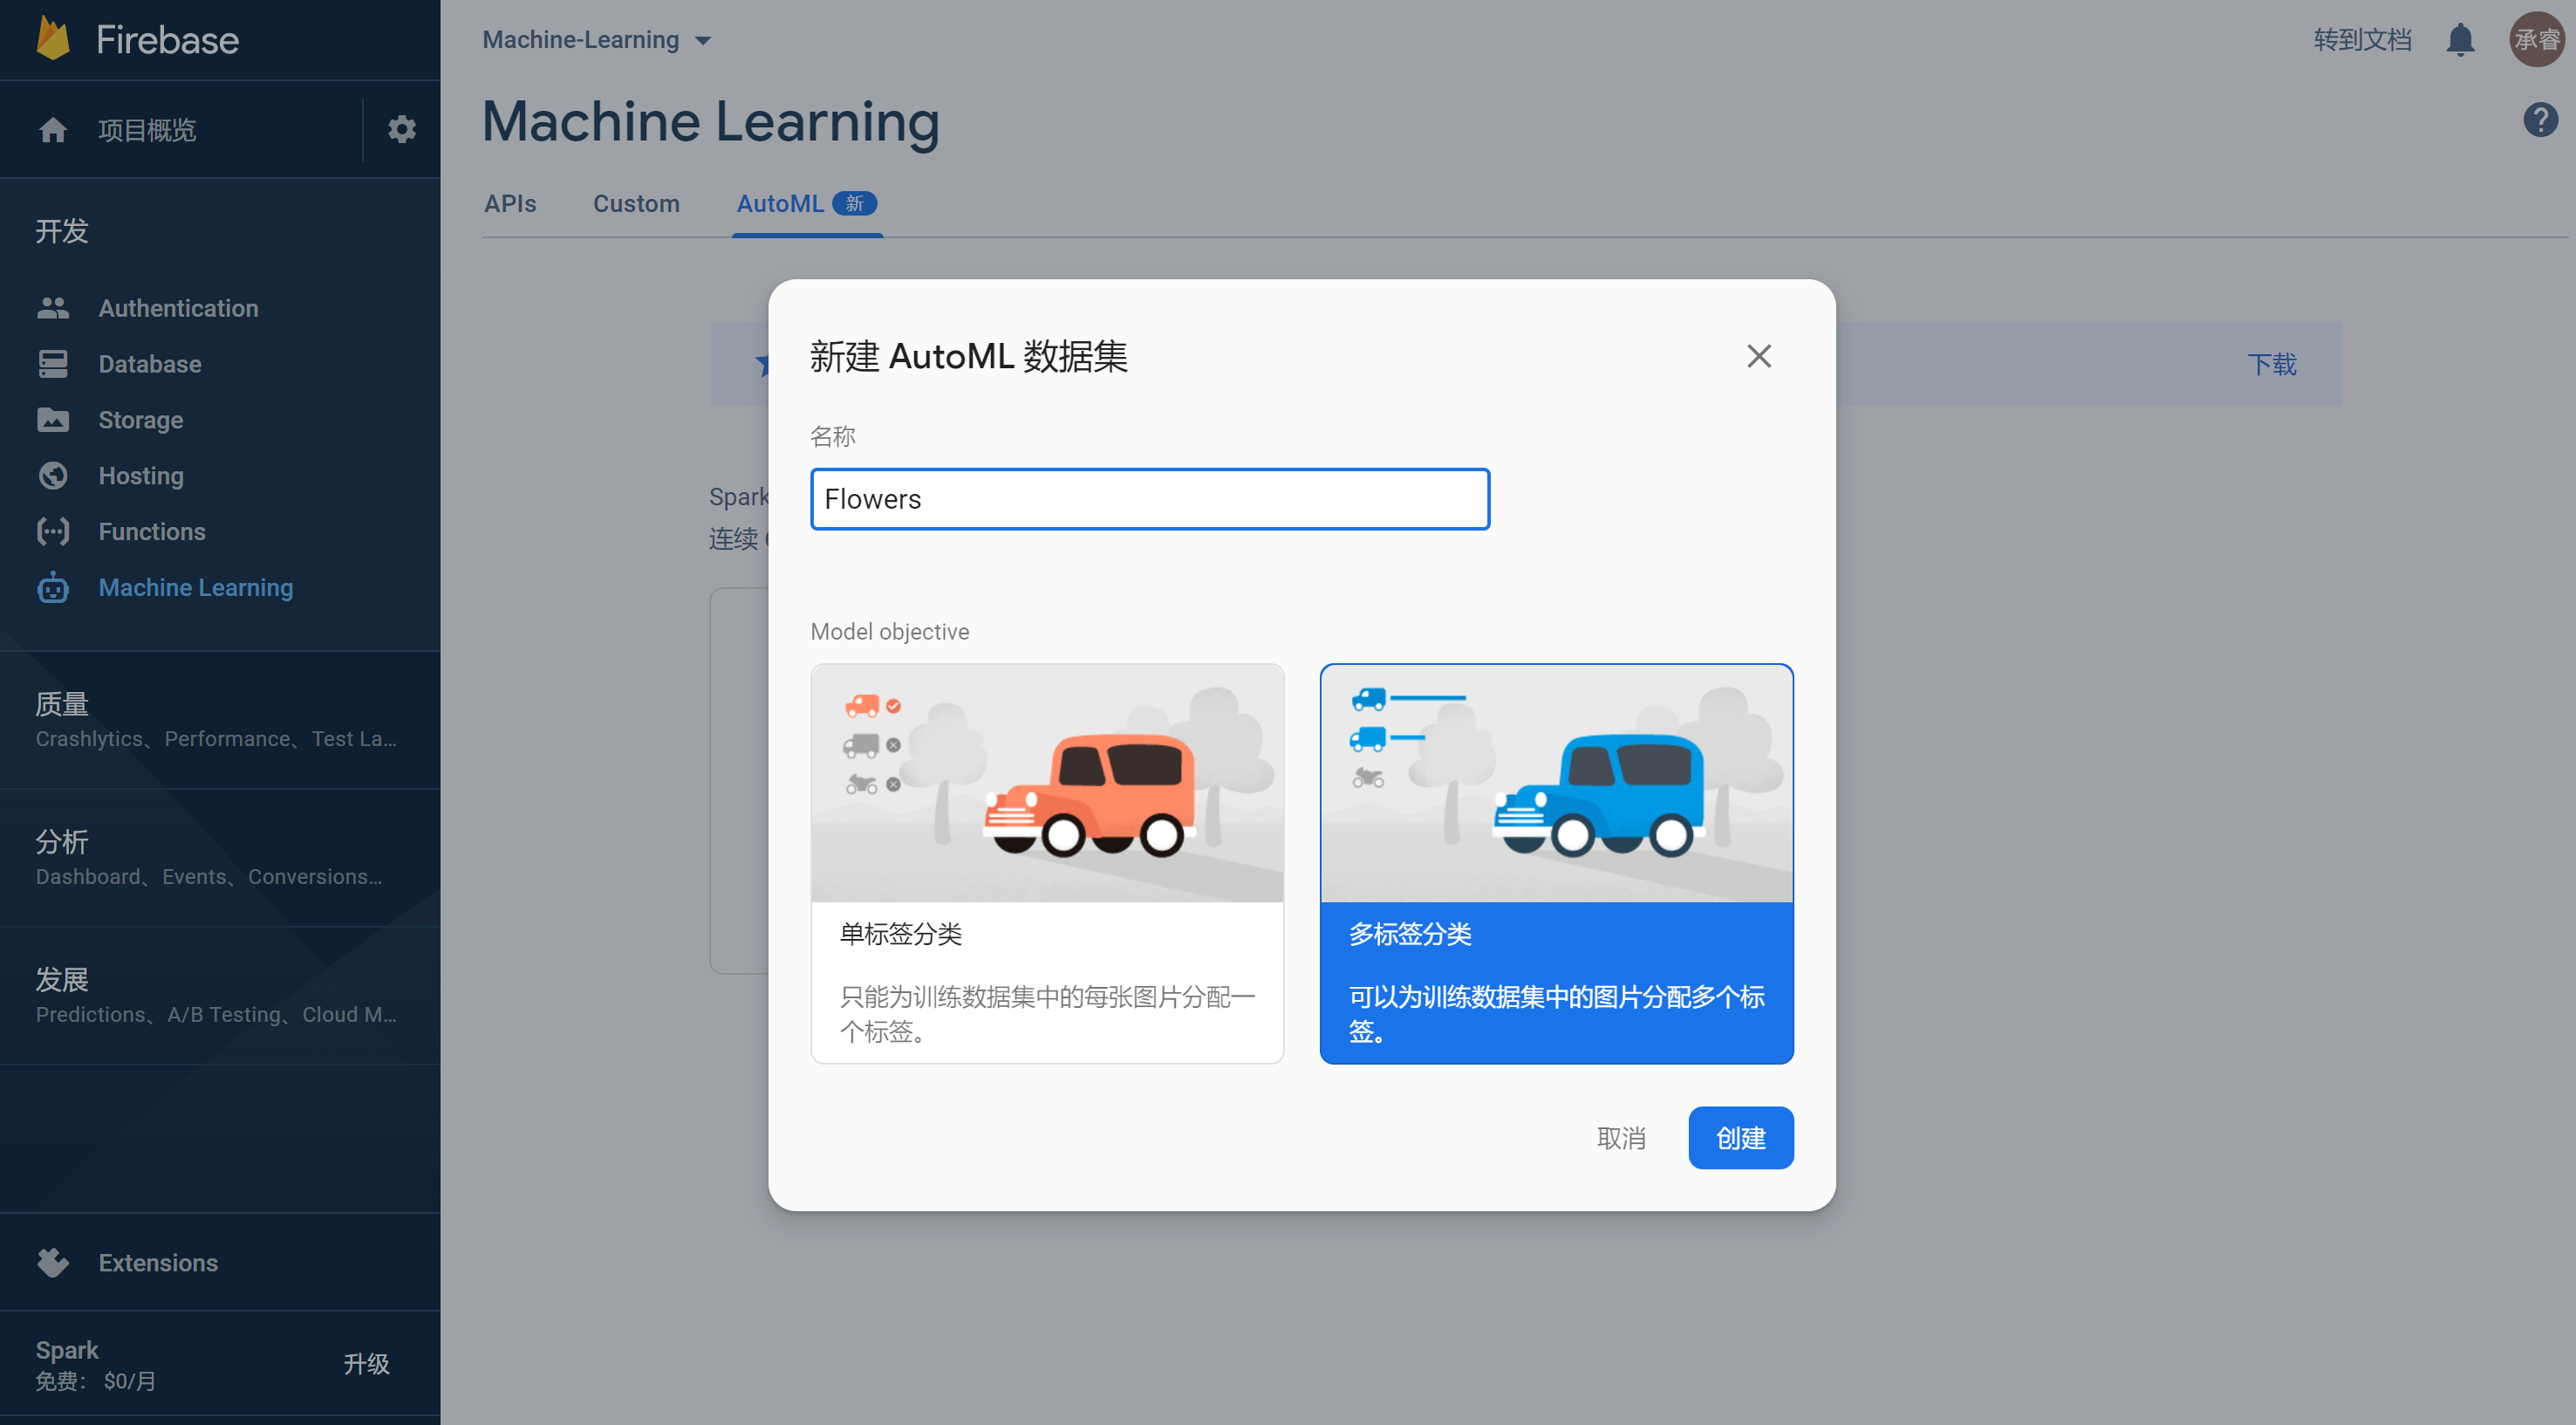 Firebase
项目概览
开发
Authentication
Database
Storage
Hosting
Functions
Machine Learning
质量
Crashlytics、Performance、Test La...
分析
Dashboard、Events、Conversions...
发展
Predictions、A/B Testing、Cloud M...
Extensions
Spark
免费： $0/月
升级
Machine-Learning
转到文档
承睿
Machine Learning
APIs
Custom
AutoML 新
下载
Spark
连续
新建 AutoML 数据集
名称
Flowers
Model objective
单标签分类
只能为训练数据集中的每张图片分配一
个标签。
多标签分类
可以为训练数据集中的图片分配多个标
签。
取消
创建